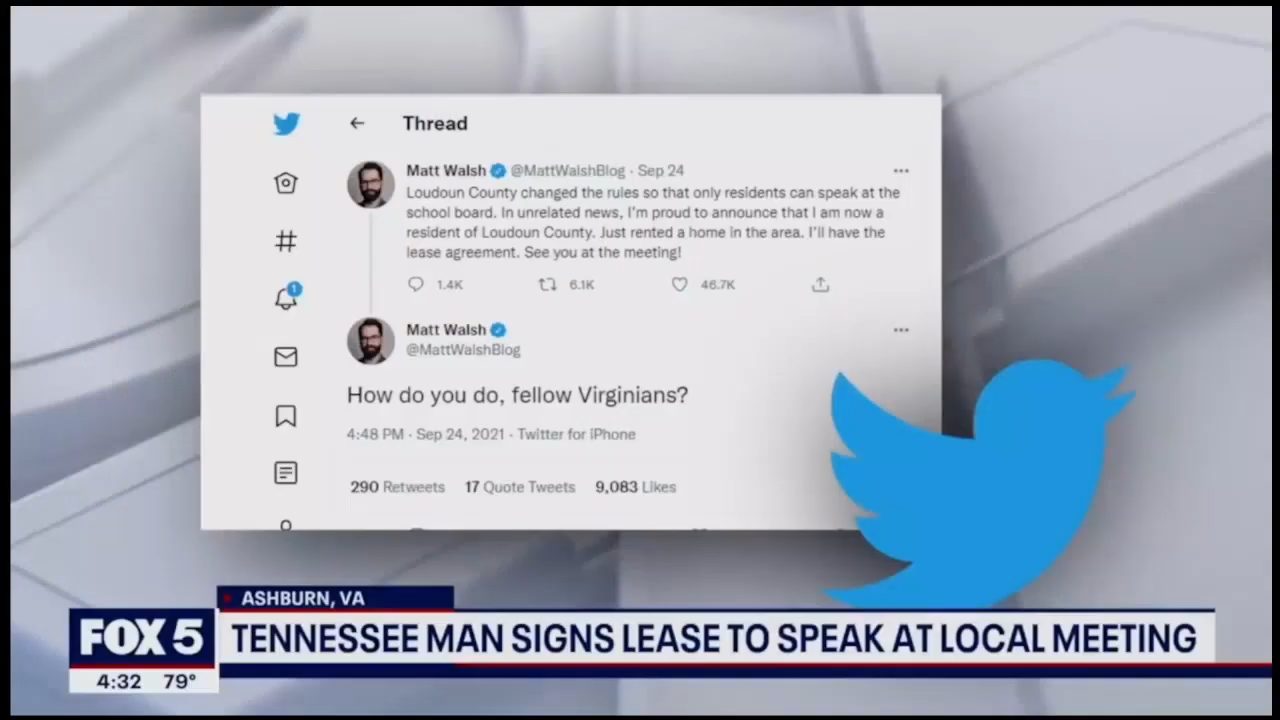 Thread
Matt Walsh @MattWalshBlog · Sep 24
Loudoun County changed the rules so that only residents can speak at the
school board. In unrelated news, I'm proud to announce that I am now a
resident of Loudoun County. Just rented a home in the area. I'll have the
lease agreement. See you at the meeting!
1.4K 6.1K 46.7K
1
Matt Walsh
@MattWalshBlog
How do you do, fellow Virginians?
4:48 PM · Sep 24, 2021 · Twitter for iPhone
290 Retweets 17 Quote Tweets 9,083 Likes
ASHBURN, VA
FOX 5
TENNESSEE MAN SIGNS LEASE TO SPEAK AT LOCAL MEETING
4:32 79°